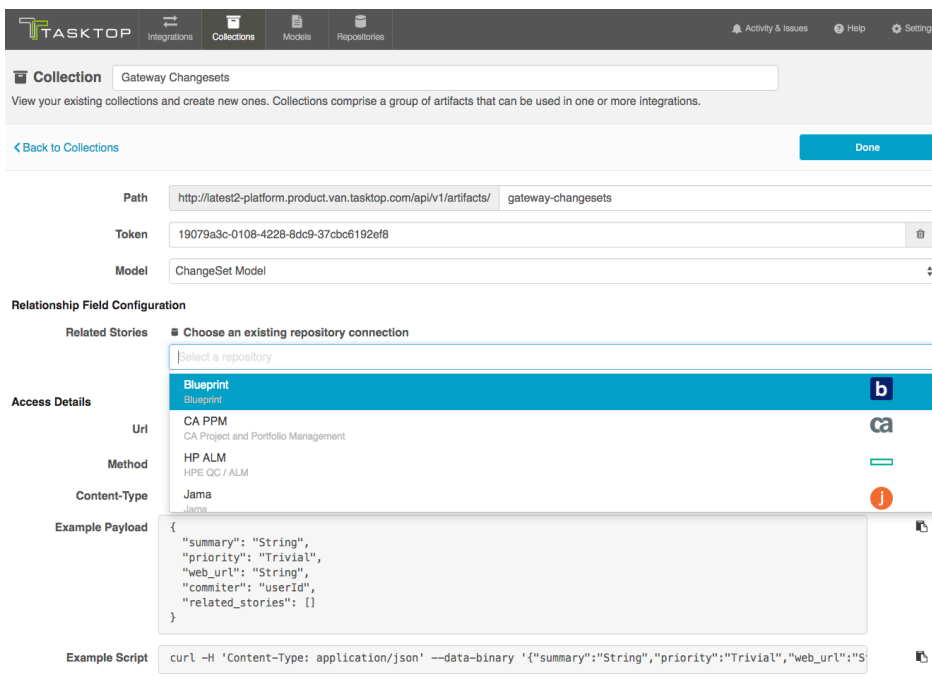 TASKTOP
Integrations
Collections
Models
Repositories
Activity & Issues
Help
Setting
Collection
Gateway Changesets
View your existing collections and create new ones. Collections comprise a group of artifacts that can be used in one or more integrations.
Back to Collections
Done
Path
http://latest2-platform.product.van.tasktop.com/api/v1/artifacts/
gateway-changesets
Token
19079a3c-0108-4228-8dc9-37cbc6192ef8
Model
ChangeSet Model
Relationship Field Configuration
Related Stories
Choose an existing repository connection
Select a repository
Blueprint
Blueprint
b
Access Details
CA PPM
CA Project and Portfolio Management
ca
Url
HP ALM
HPE QC / ALM
Method
Jama
Jama
j
Content-Type
Example Payload
{
"summary": "String",
"priority": "Trivial",
"web_url": "String",
"commiter": "userId",
"related_stories": []
}
Example Script
curl -H 'Content-Type: application/json' --data-binary '{"summary":"String","priority":"Trivial","web_url":"S